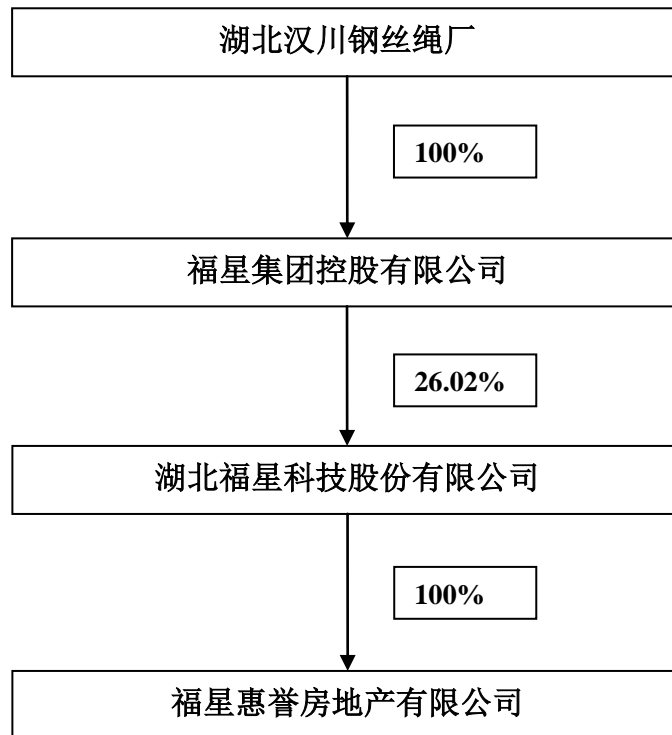 湖北汉川钢丝绳厂
100%
福星集团控股有限公司
26.02%
湖北福星科技股份有限公司
100%
福星惠誉房地产有限公司